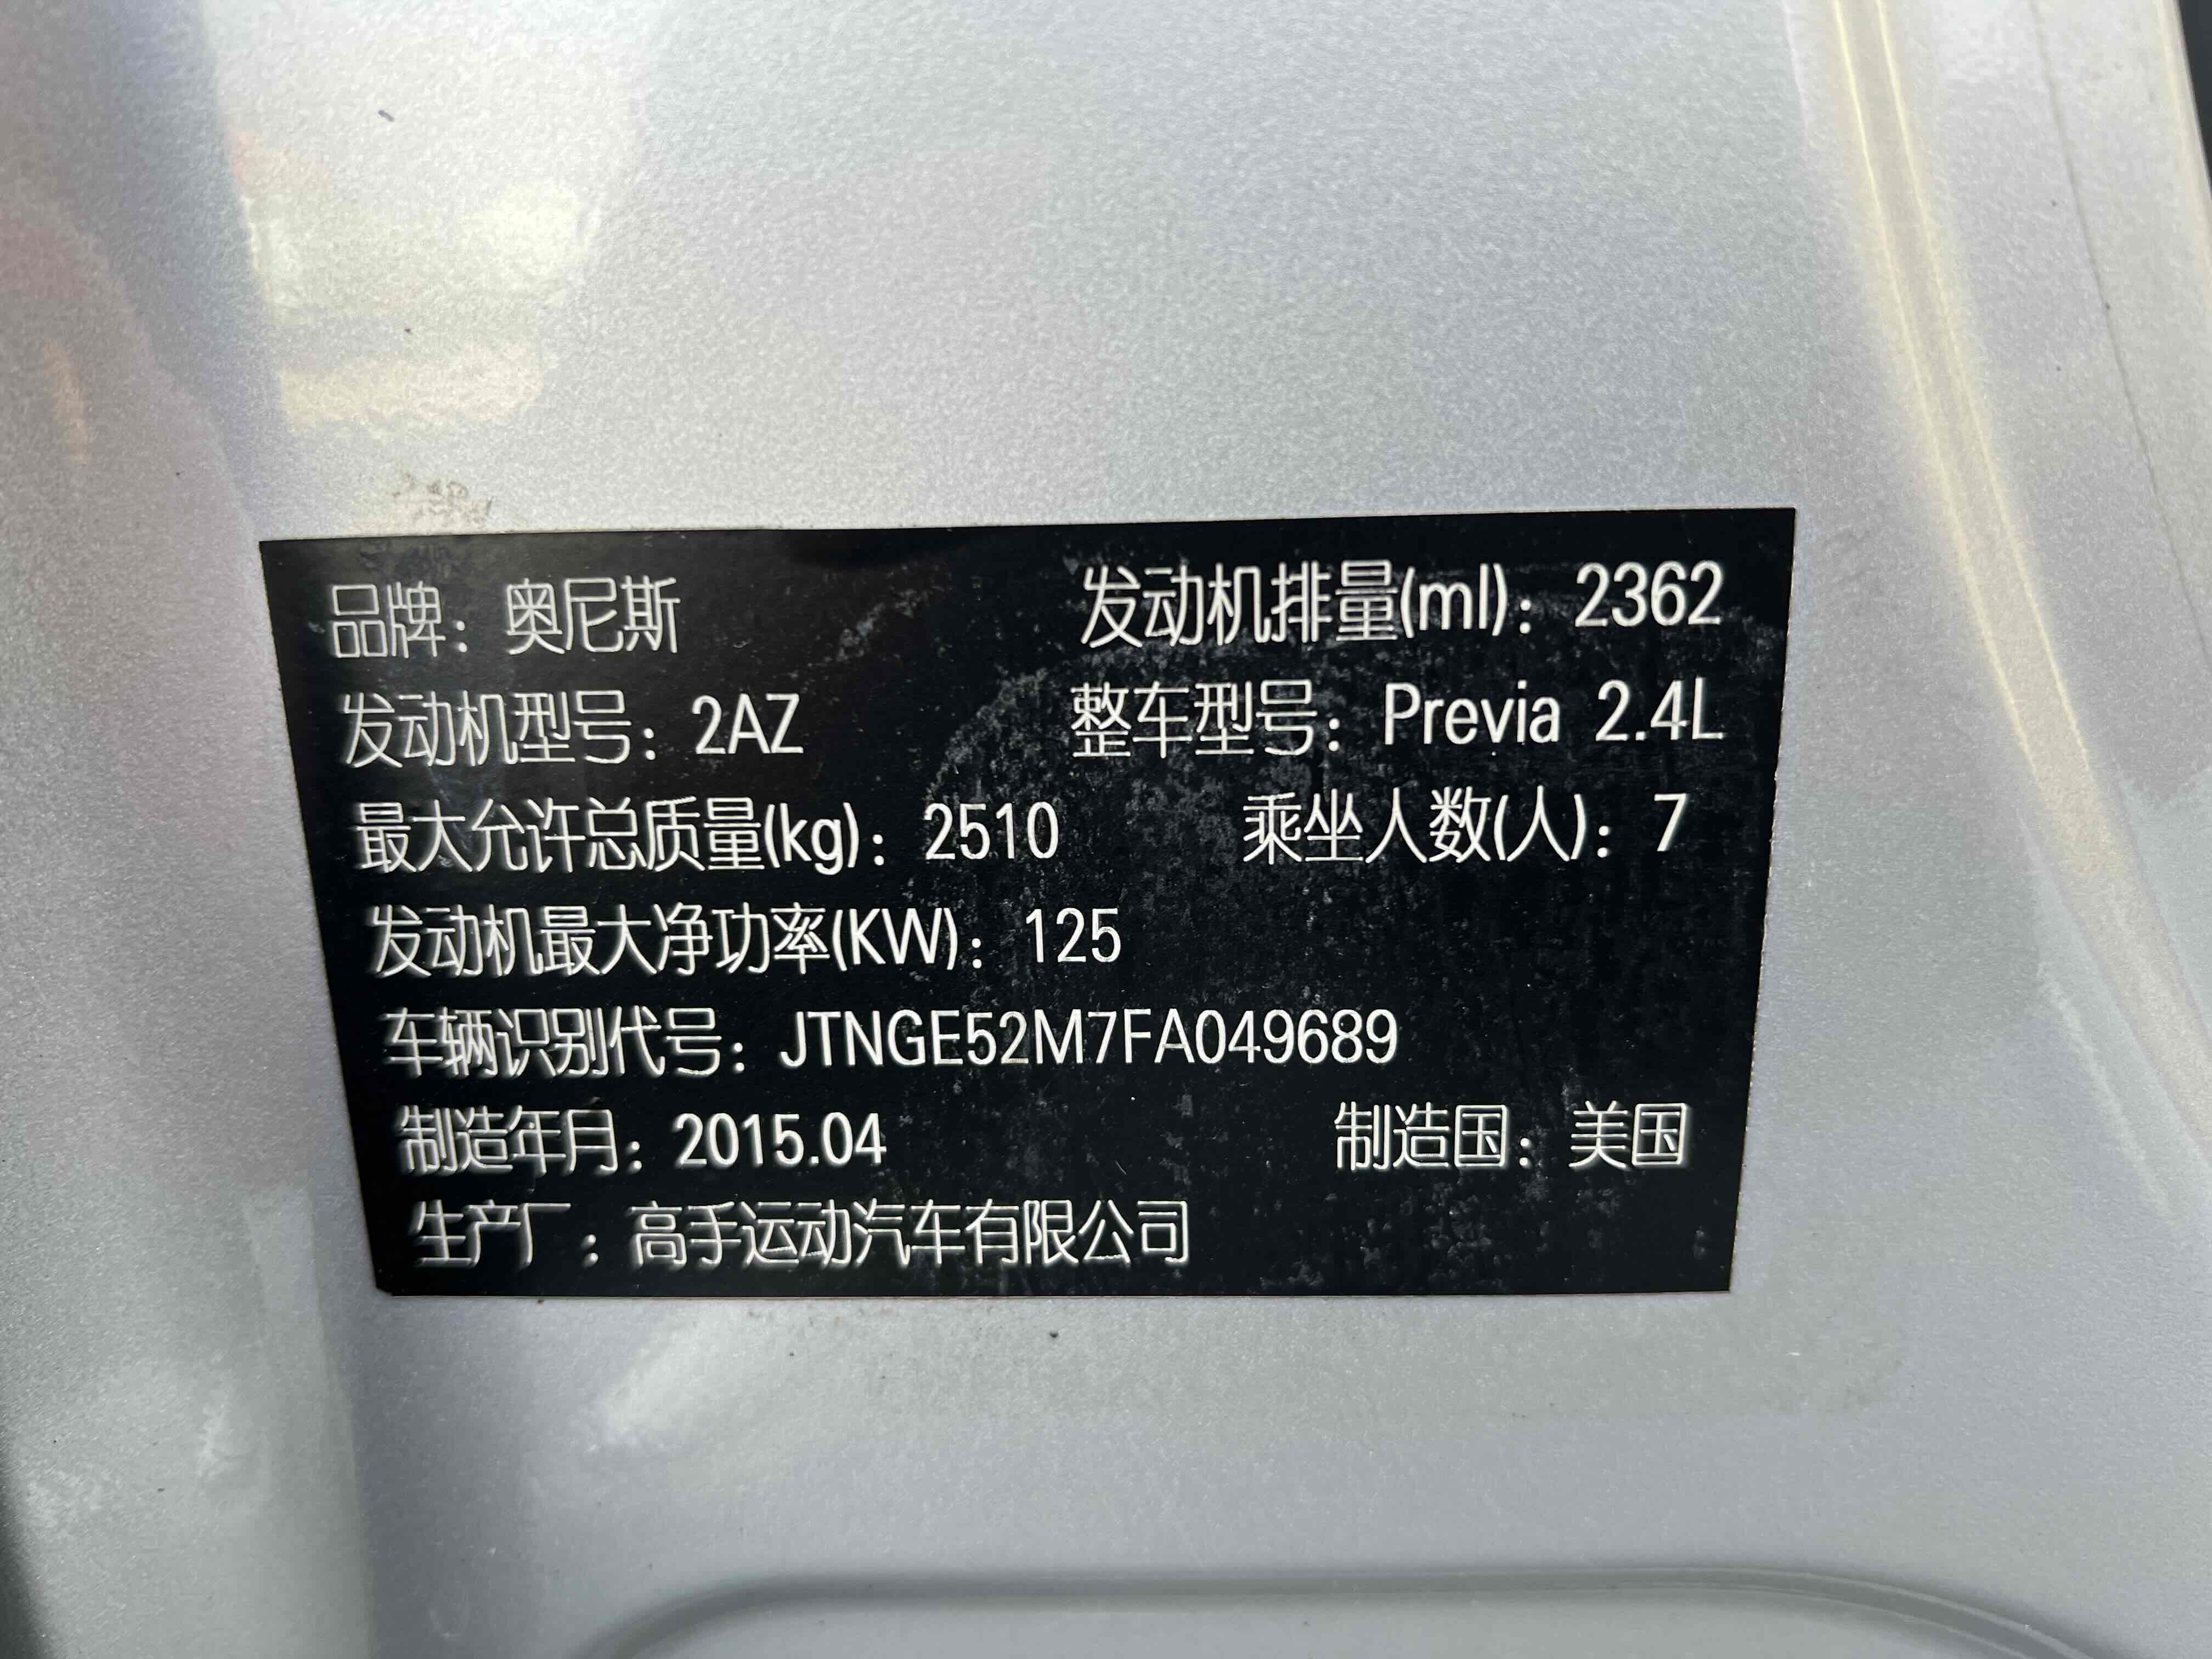 品牌：奥尼斯 发动机排量(ml)：2362
发动机型号：2AZ 整车型号：Previa 2.4L
最大允许总质量(kg)：2510 乘坐人数(人)：7
发动机最大净功率(KW)：125
车辆识别代号：JTNGE52M7FA049689
制造年月：2015.04 制造国：美国
生产厂 ：高手运动汽车有限公司